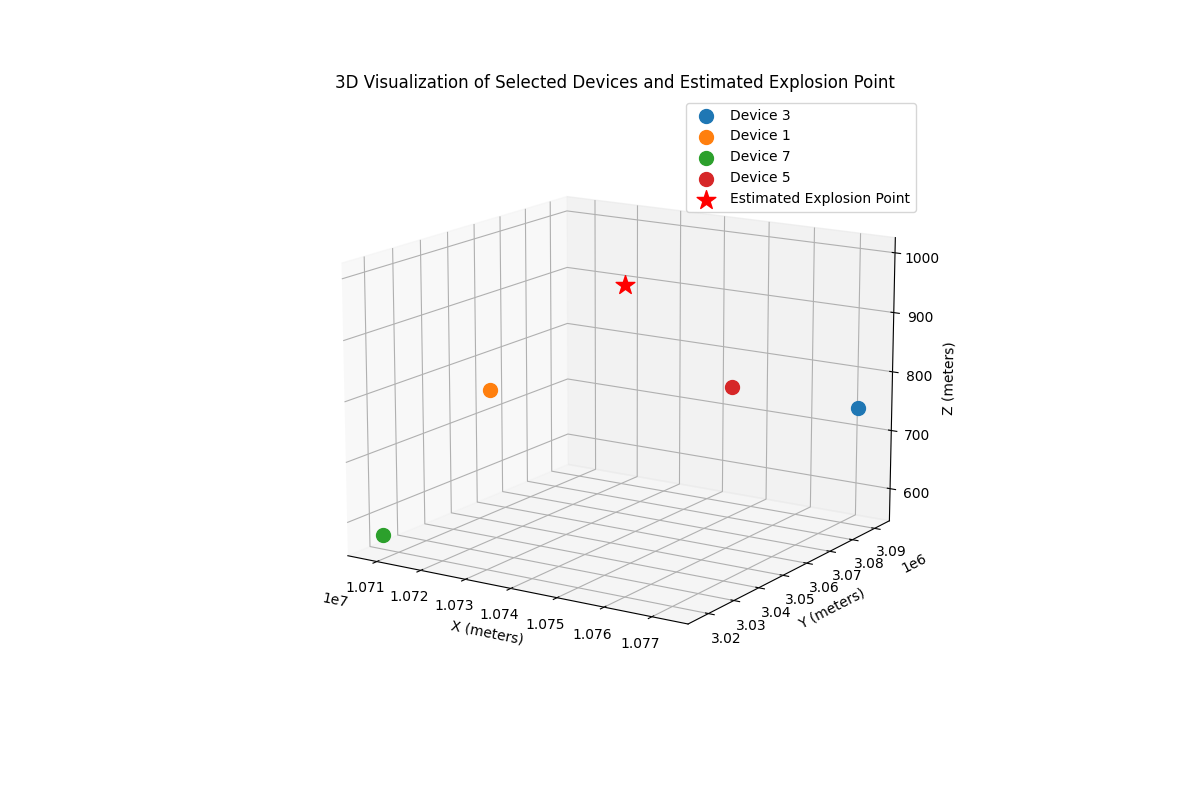 3D Visualization of Selected Devices and Estimated Explosion Point
Device 3
Device 1
Device 7
Device 5
Estimated Explosion Point
1000
900
800
700
600
Z (meters)
3.09
3.08
3.07
3.06
3.05
3.04
3.03
3.02
1e6
Y (meters)
1.071
1.072
1.073
1.074
1.075
1.076
1.077
1e7
X (meters)